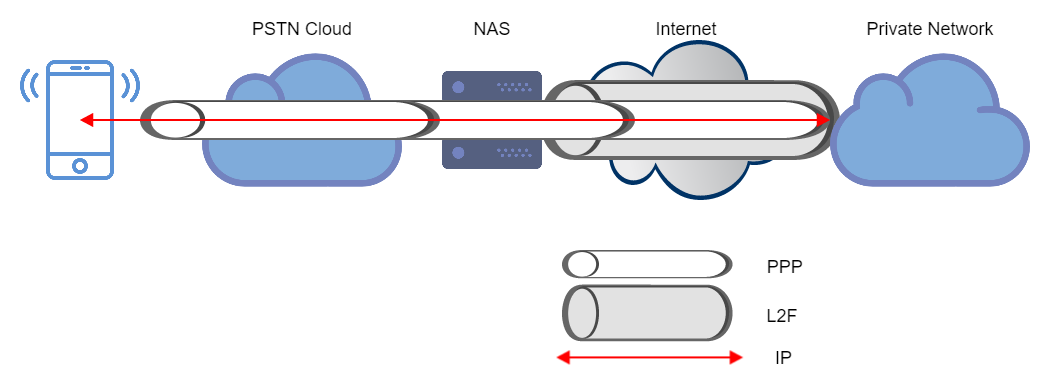 PSTN Cloud
NAS
Internet
Private Network
PPP
L2F
IP